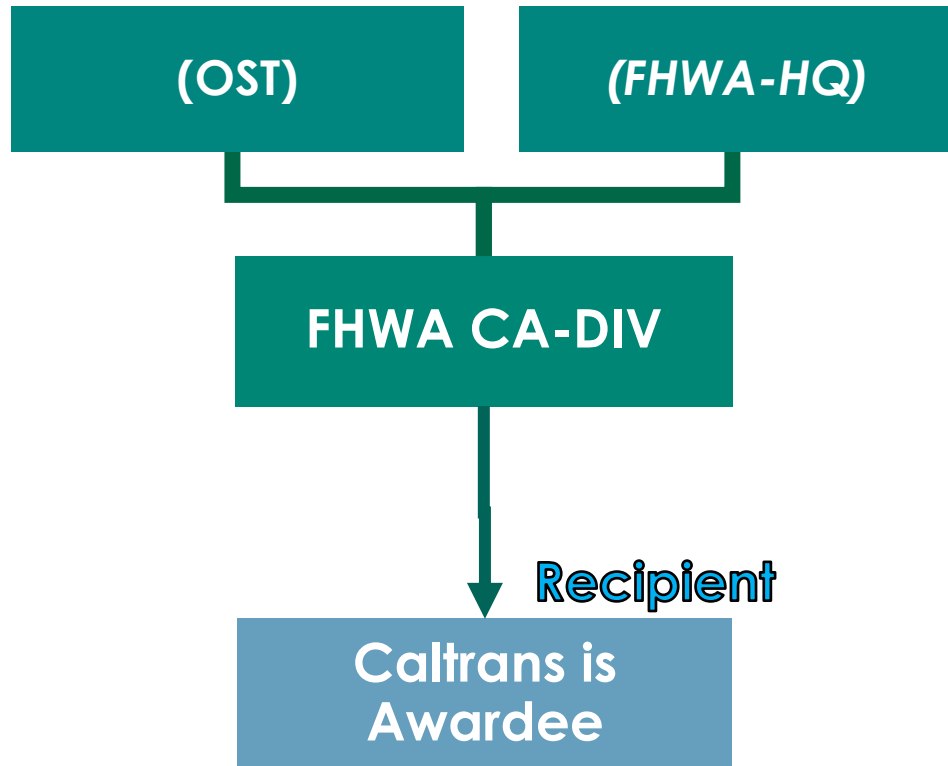 (OST)
(FHWA-HQ)
FHWA CA-DIV
Recipient
Caltrans is
Awardee